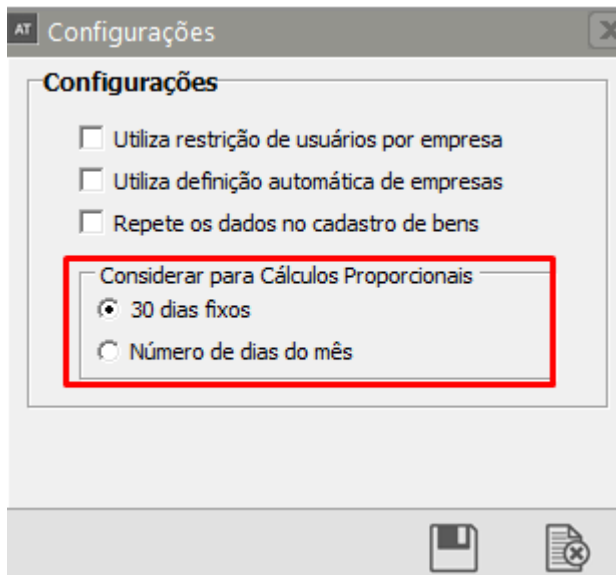 AT Configurações
Configurações
Utiliza restrição de usuários por empresa
Utiliza definição automática de empresas
Repete os dados no cadastro de bens
Considerar para Cálculos Proporcionais
30 dias fixos
Número de dias do mês